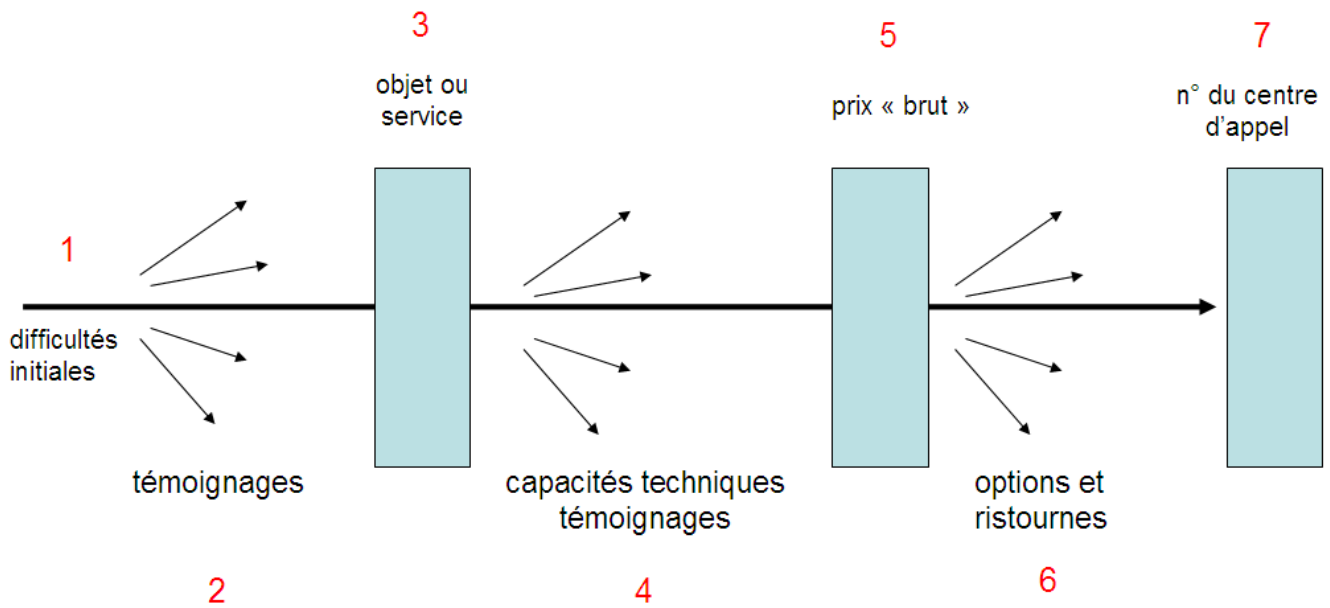 3
objet ou
service
5
prix « brut »
7
n° du centre
d'appel
1
difficultés
initiales
témoignages
capacités techniques
témoignages
options et
ristournes
2
4
6